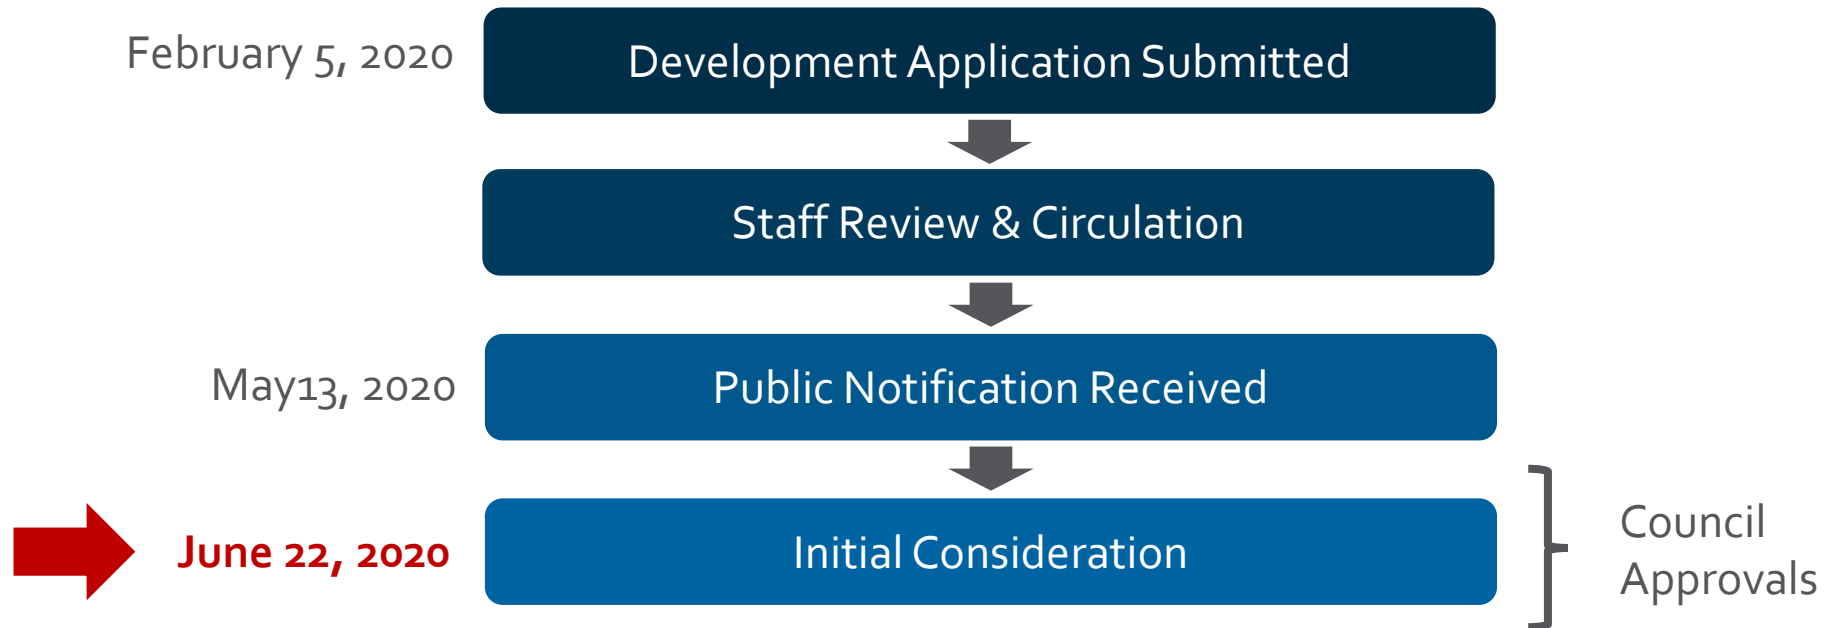 February 5, 2020
Development Application Submitted
Staff Review & Circulation
May13, 2020
Public Notification Received
June 22, 2020
Initial Consideration
Council
Approvals